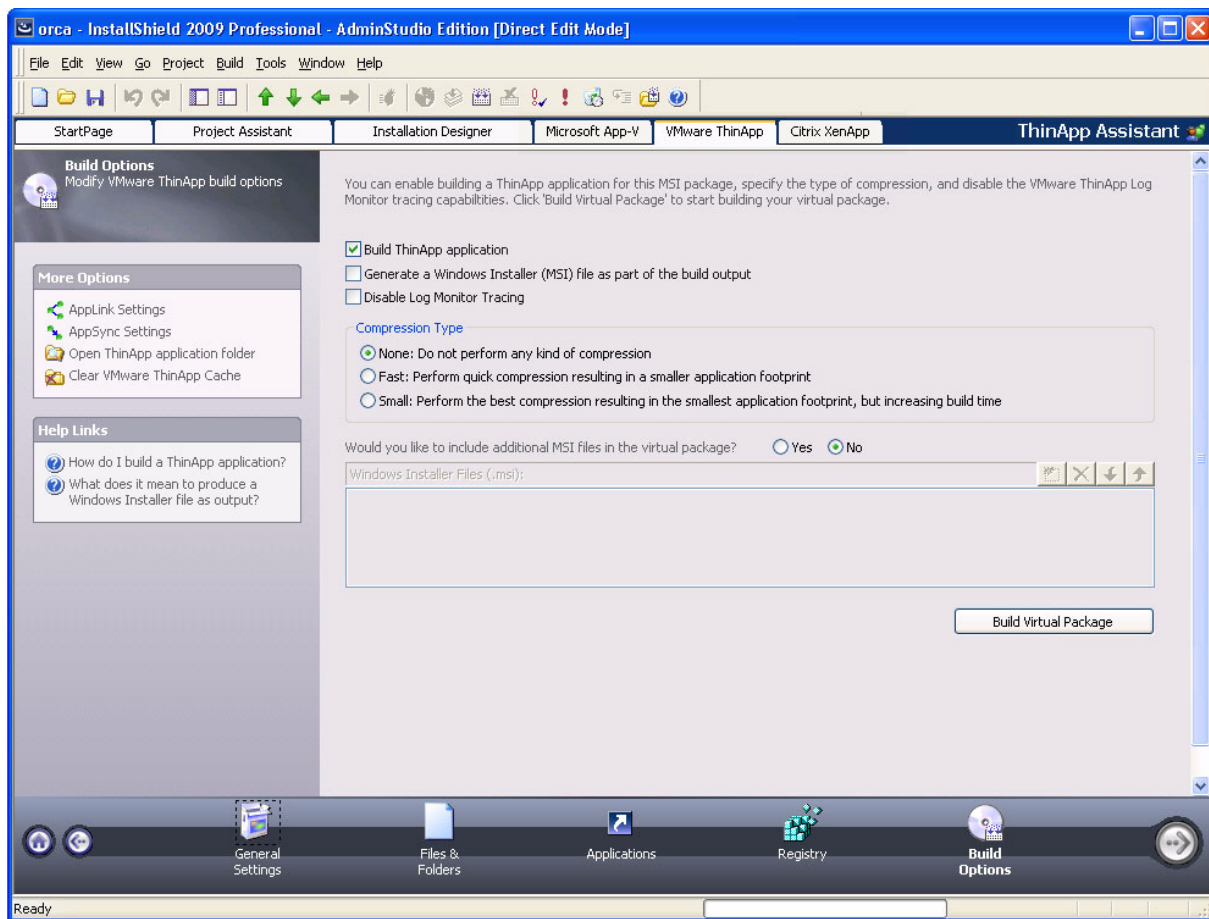 orca - InstallShield 2009 Professional - AdminStudio Edition [Direct Edit Mode]
File Edit View Go Project Build Tools Window Help
StartPage Project Assistant Installation Designer Microsoft App-V VMware ThinApp Citrix XenApp ThinApp Assistant
Build Options
Modify VMware ThinApp build options
More Options
AppLink Settings
AppSync Settings
Open ThinApp application folder
Clear VMware ThinApp Cache
Help Links
How do I build a ThinApp application?
What does it mean to produce a
Windows Installer file as output?
You can enable building a ThinApp application for this MSI package, specify the type of compression, and disable the VMware ThinApp Log
Monitor tracing capabiltities. Click 'Build Virtual Package' to start building your virtual package.
Build ThinApp application
Generate a Windows Installer (MSI) file as part of the build output
Disable Log Monitor Tracing
Compression Type
None: Do not perform any kind of compression
Fast: Perform quick compression resulting in a smaller application footprint
Small: Perform the best compression resulting in the smallest application footprint, but increasing build time
Would you like to include additional MSI files in the virtual package? Yes No
Windows Installer Files (.msi):
Build Virtual Package
General
Settings
Files &
Folders
Applications
Registry
Build
Options
Ready